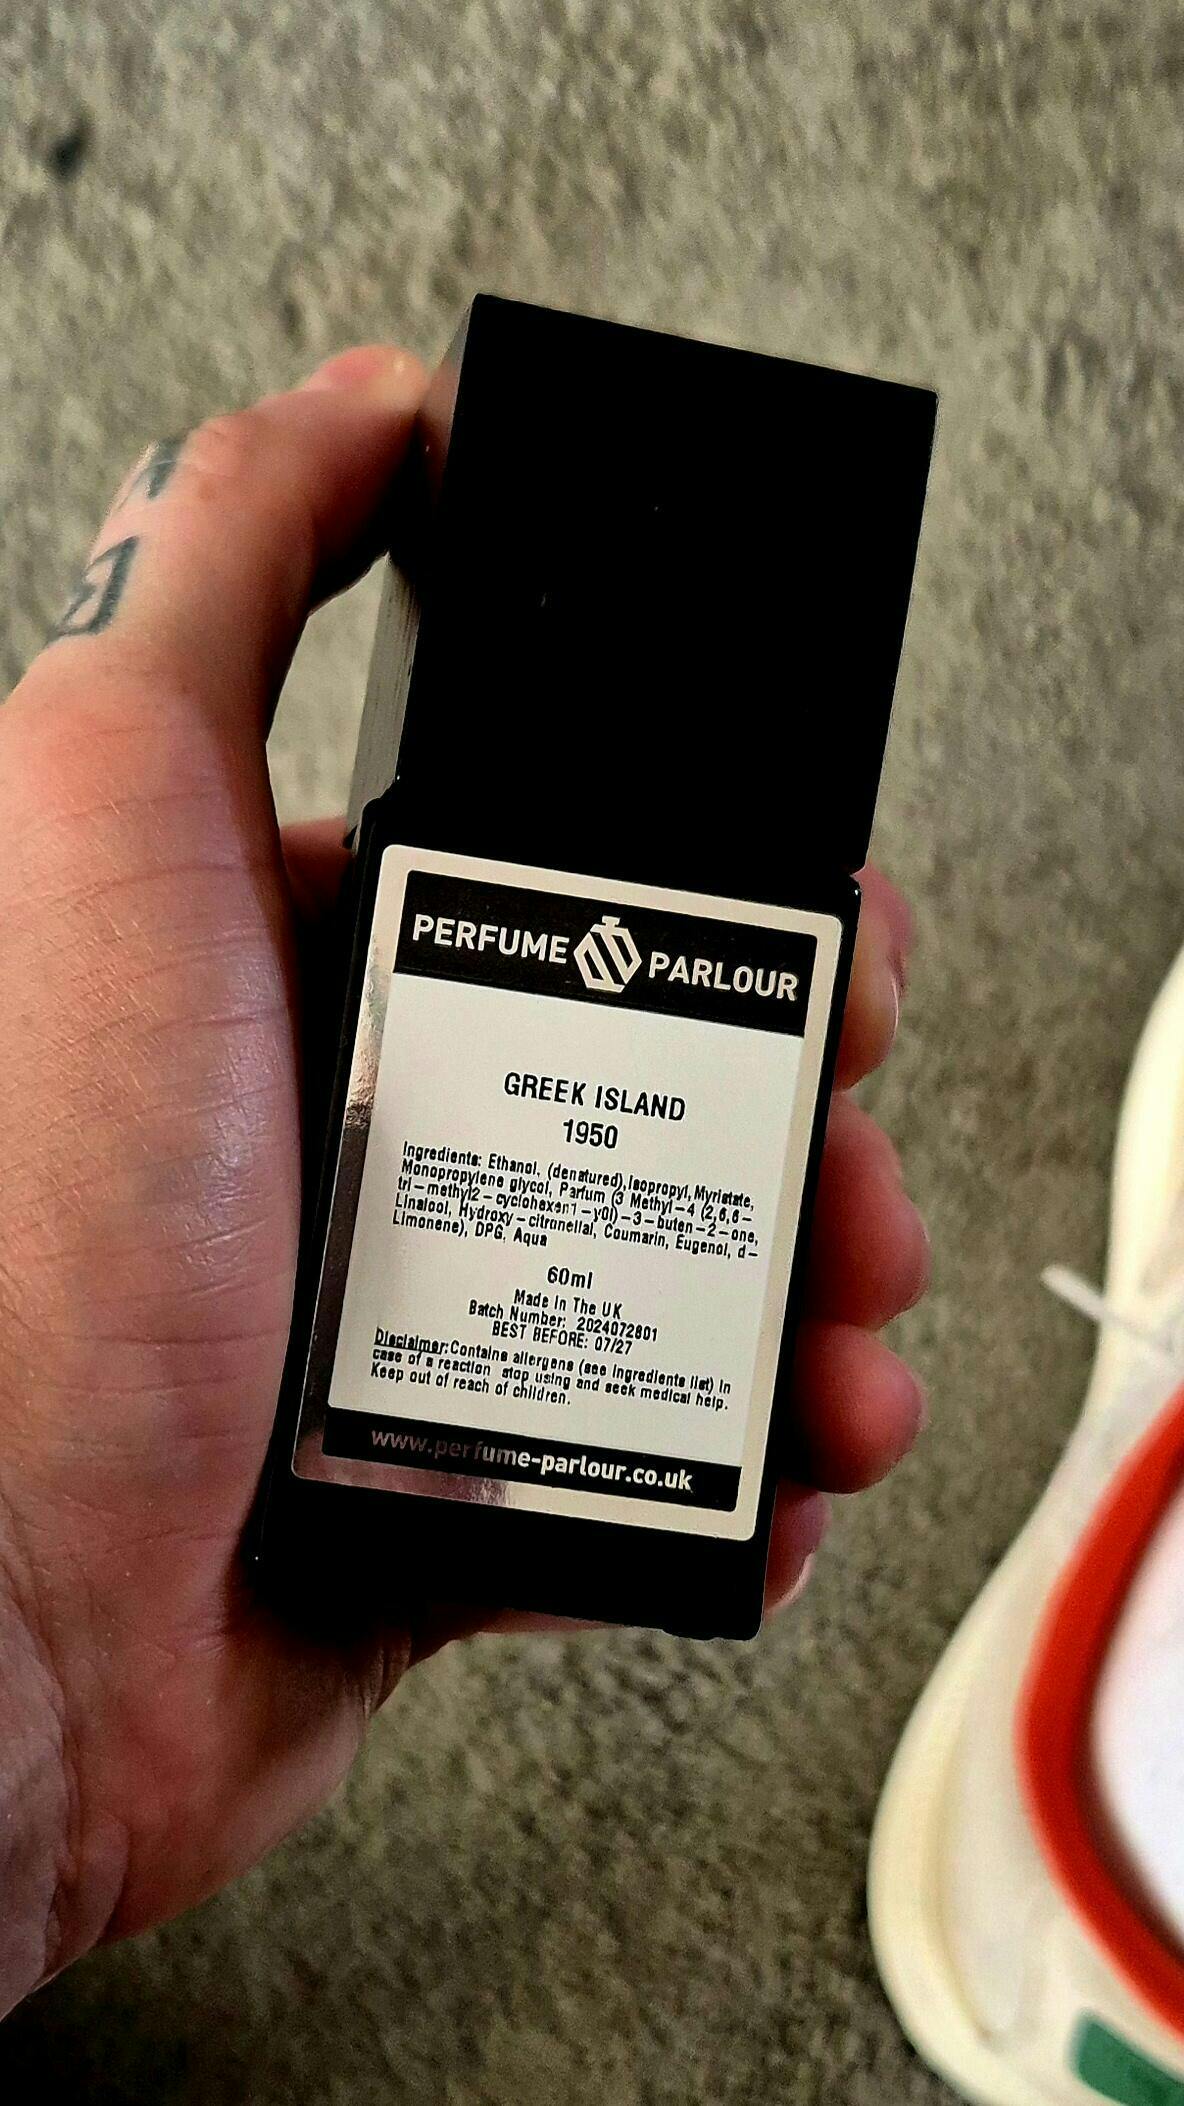 PERFUME PARLOUR
GREEK ISLAND
1950
Ingredients: Ethanol, (denatured), Isopropyl, Myristate,
Monopropylene glycol, Parfum (3 Methyl-4 (2,6,6-
tri-methyl2-cyclohexen1-yOl)-3-buten-2-one,
Linalool, Hydroxy-citronellal, Coumarin, Eugenol, d-
Limonene), DPG, Aqua
60ml
Made In The UK
Batch Number: 2024072801
BEST BEFORE: 07/27
Disclaimer: Contains allergens (see ingredients list) In
case of a reaction stop using and seek medical help.
Keep out of reach of children.
www.perfume-parlour.co.uk